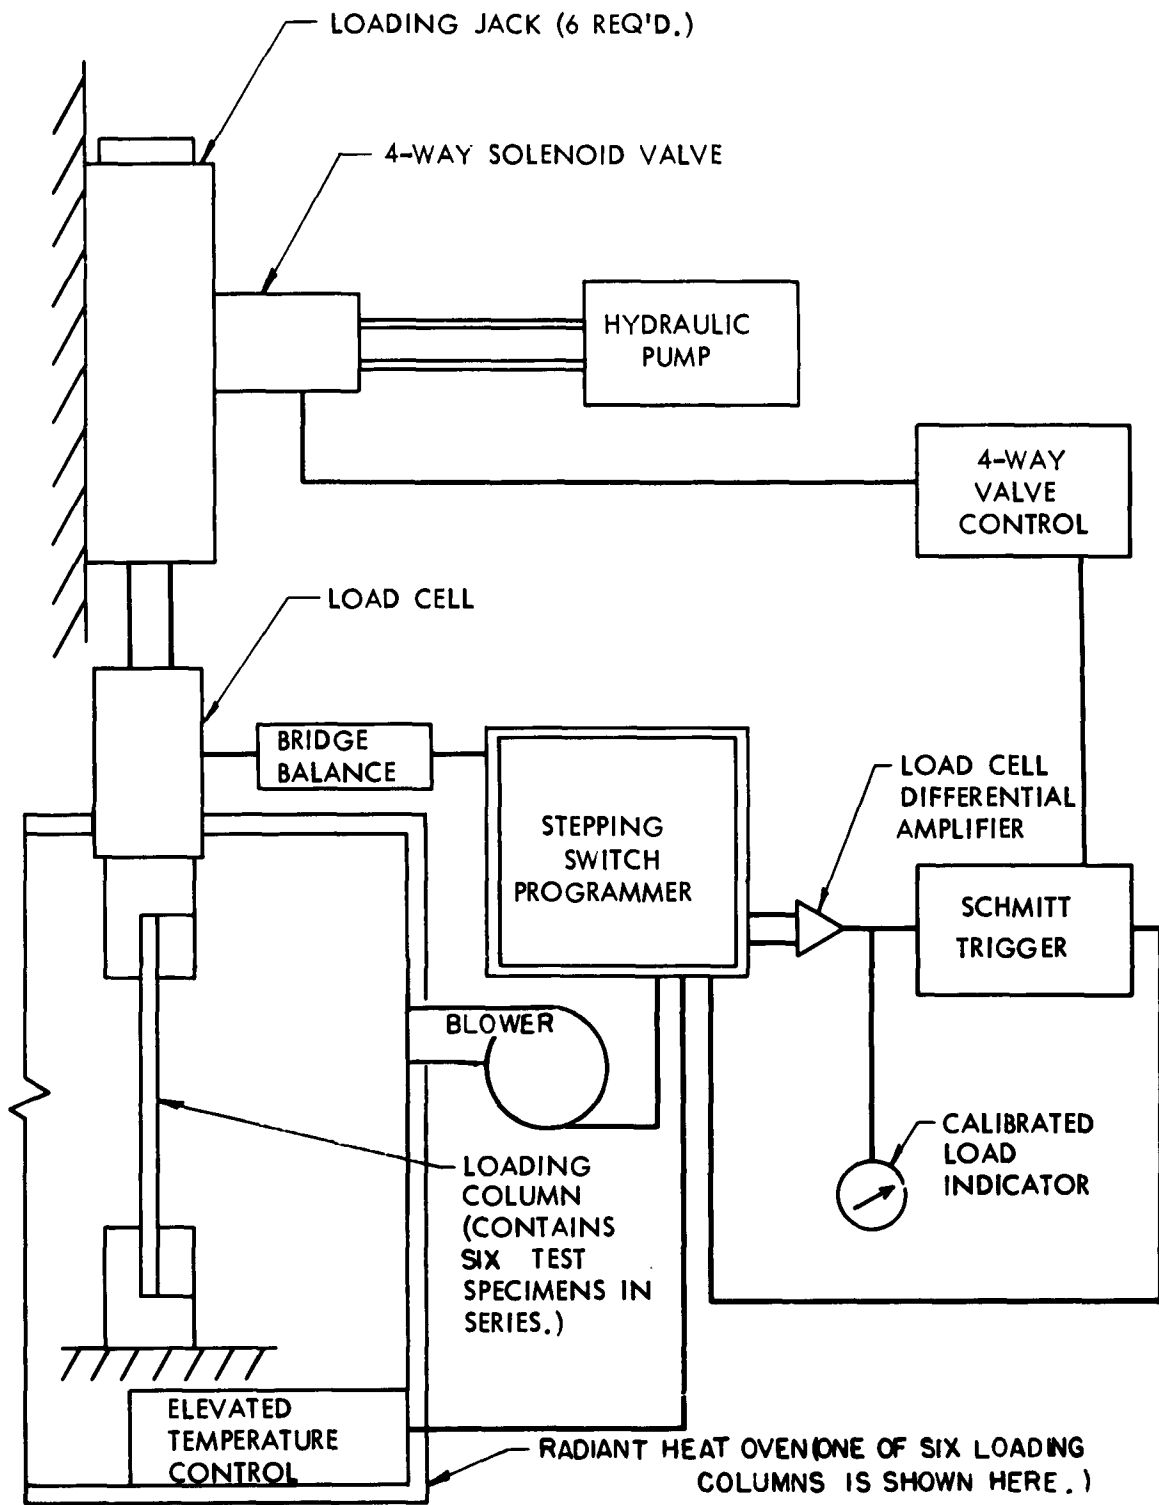 LOADING JACK (6 REQ'D.)
4-WAY SOLENOID VALVE
HYDRAULIC
PUMP
4-WAY
VALVE
CONTROL
LOAD CELL
BRIDGE
BALANCE
STEPPING
SWITCH
PROGRAMMER
LOAD CELL
DIFFERENTIAL
AMPLIFIER
SCHMITT
TRIGGER
BLOWER
CALIBRATED
LOAD
INDICATOR
LOADING
COLUMN
(CONTAINS
SIX TEST
SPECIMENS IN
SERIES.)
ELEVATED
TEMPERATURE
CONTROL
RADIANT HEAT OVEN(ONE OF SIX LOADING
COLUMNS IS SHOWN HERE.)